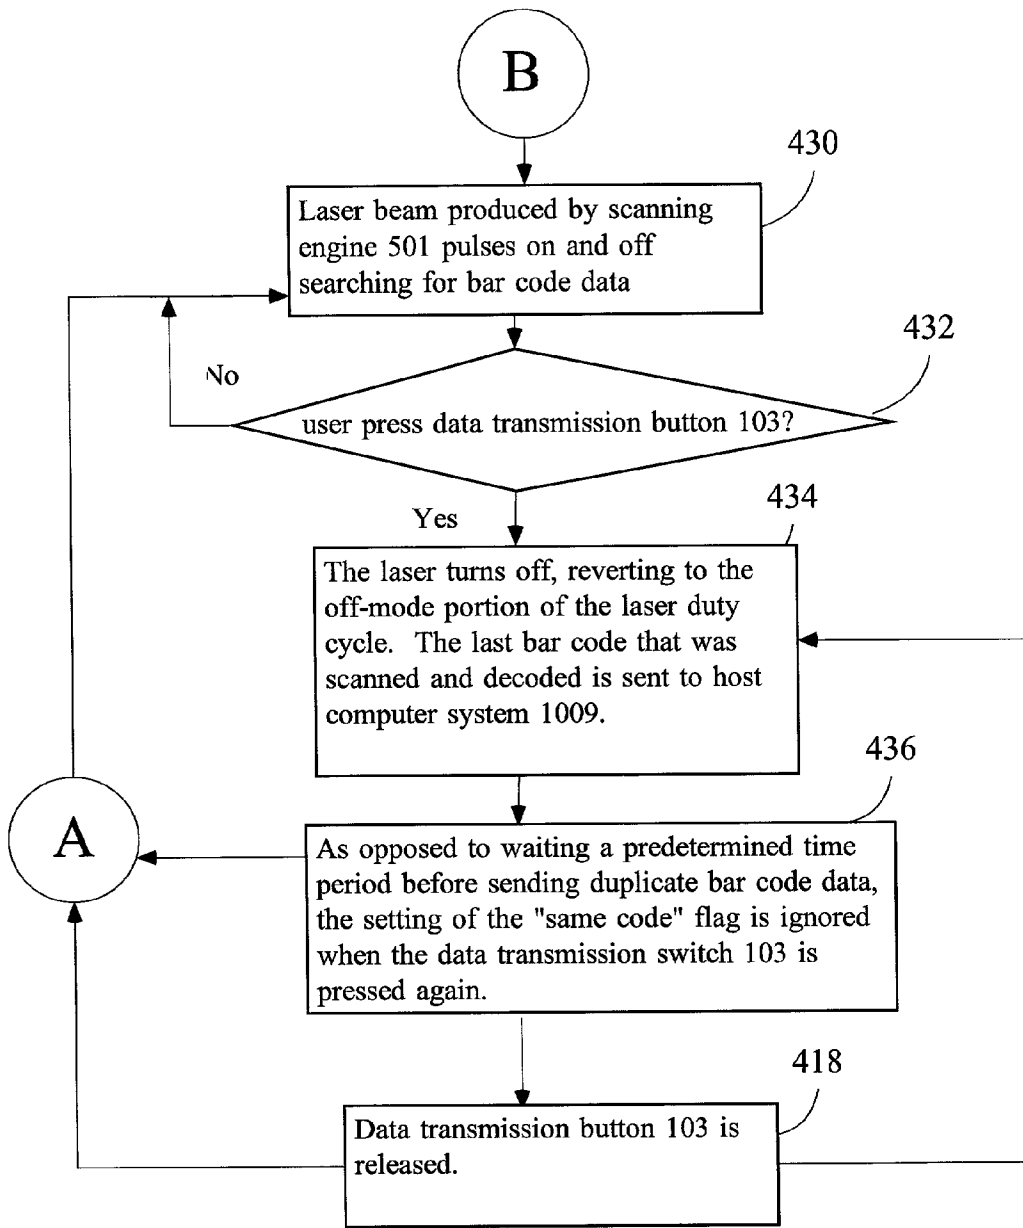 B
430
Laser beam produced by scanning
engine 501 pulses on and off
searching for bar code data
432
No
user press data transmission button 103?
434
Yes
The laser turns off, reverting to the
off-mode portion of the laser duty
cycle. The last bar code that was
scanned and decoded is sent to host
computer system 1009.
436
A
As opposed to waiting a predetermined time
period before sending duplicate bar code data,
the setting of the "same code" flag is ignored
when the data transmission switch 103 is
pressed again.
418
Data transmission button 103 is
released.